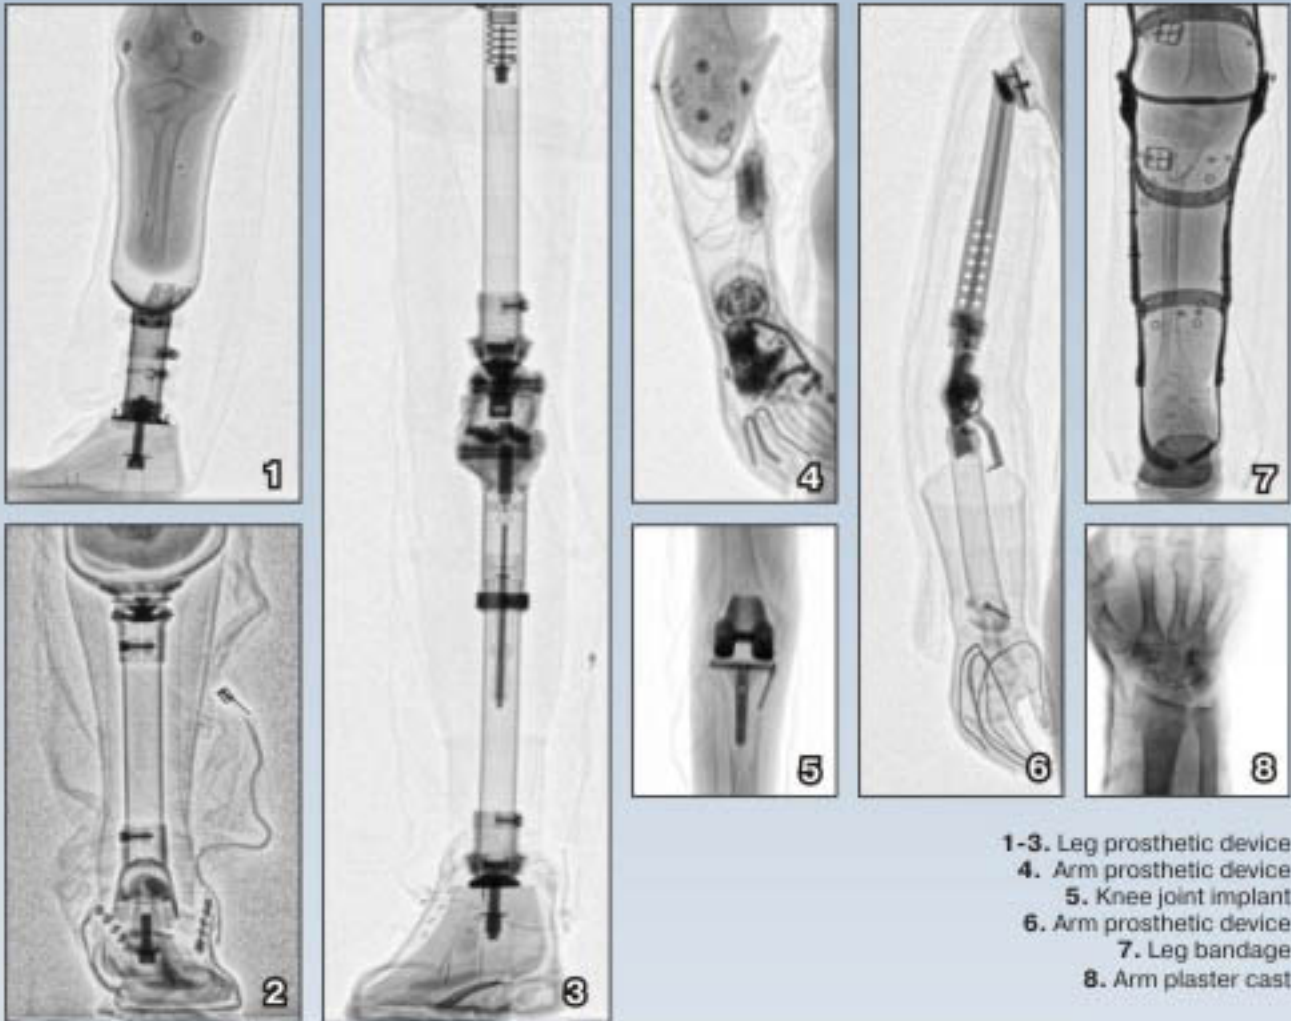 1
2
3
4
5
6
7
8
1-3. Leg prosthetic device
4. Arm prosthetic device
5. Knee joint implant
6. Arm prosthetic device
7. Leg bandage
8. Arm plaster cast